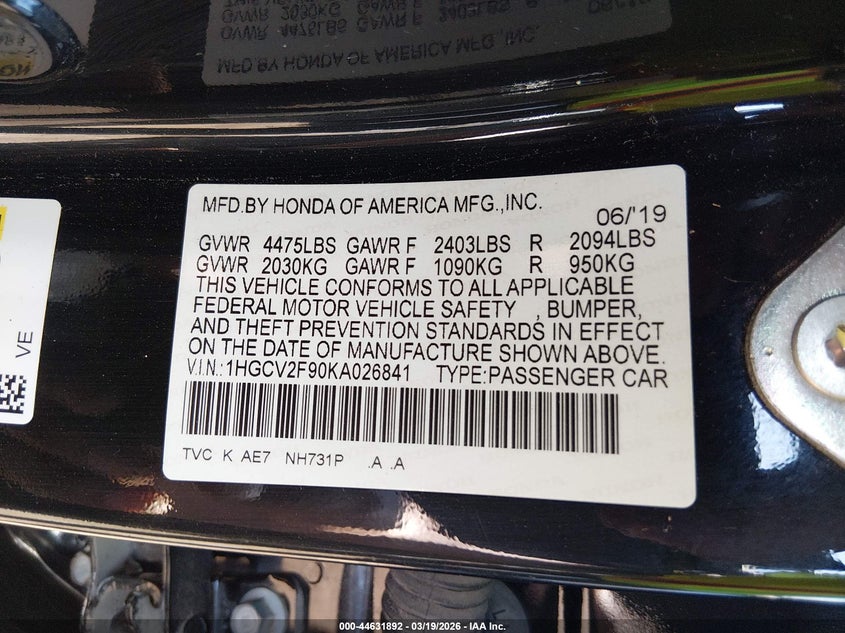 MFD.BY HONDA OF AMERICA MFG.,INC.
06/'19
GVWR 4475LBS GAWR F 2403LBS R 2094LBS
GVWR 2030KG GAWR F 1090KG R 950KG
THIS VEHICLE CONFORMS TO ALL APPLICABLE
FEDERAL MOTOR VEHICLE SAFETY , BUMPER,
AND THEFT PREVENTION STANDARDS IN EFFECT
ON THE DATE OF MANUFACTURE SHOWN ABOVE.
V.I.N.:1HGCV2F90KA026841 TYPE:PASSENGER CAR
TVC K AE7 NH731P .A .A
VE
000-44631892 — 03/19/2026 — IAA Inc.